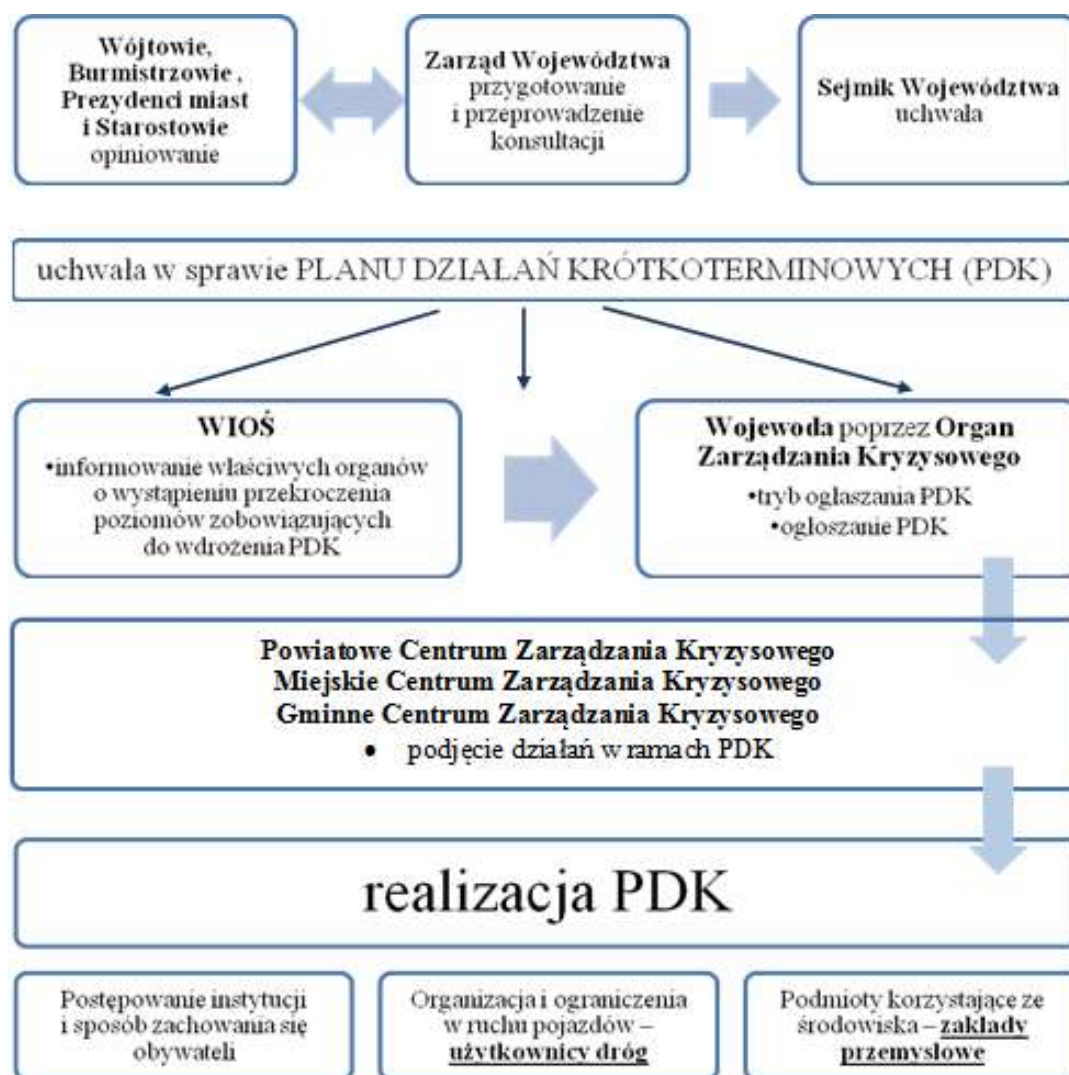 Wójtowie,
Burmistrzowie ,
Prezydenci miast
i Starostowie
opiniowanie
Zarząd Województwa
przygotowanie
i przeprowadzenie
konsultacji
Sejmik Województwa
uchwala
uchwała w sprawie PLANU DZIAŁAŃ KRÓTKOTERMINOWYCH (PDK)
WIOŚ
•informowanie właściwych organów
o wystąpieniu przekroczenia
poziomów zobowiązujących
do wdrożenia PDK
Wojewoda poprzez Organ
Zarządzania Kryzysowego
•tryb ogłaszania PDK
•ogłoszanie PDK
Powiatowe Centrum Zarządzania Kryzysowego
Miejskie Centrum Zarządzania Kryzysowego
Gminne Centrum Zarządzania Kryzysowego
• podjęcie działań w ramach PDK
realizacja PDK
Postępowanie instytucji
i sposób zachowania się
obywateli
Organizacja i ograniczenia
w ruchu pojazdów –
użytkownicy dróg
Podmioty korzystające ze
środowiska – zakłady
przemysłowe